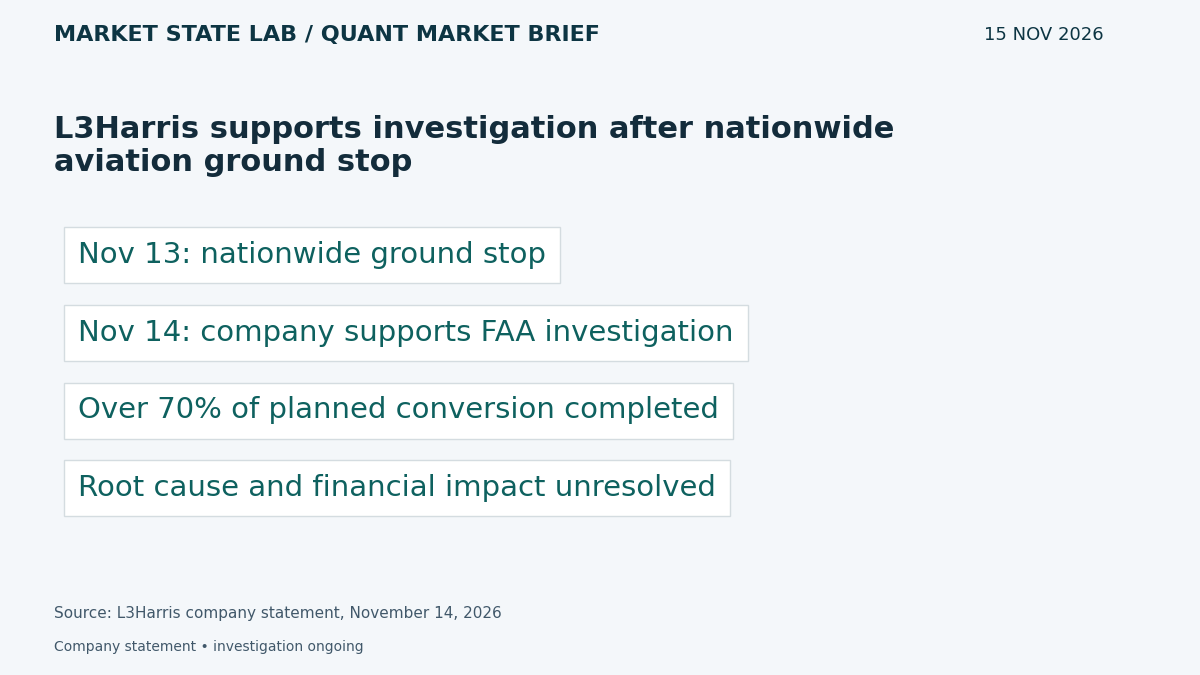 MARKET STATE LAB / QUANT MARKET BRIEF
15 NOV 2026
L3Harris supports investigation after nationwide
aviation ground stop
Nov 13: nationwide ground stop
Nov 14: company supports FAA investigation
Over 70% of planned conversion completed
Root cause and financial impact unresolved
Source: L3Harris company statement, November 14, 2026
Company statement • investigation ongoing